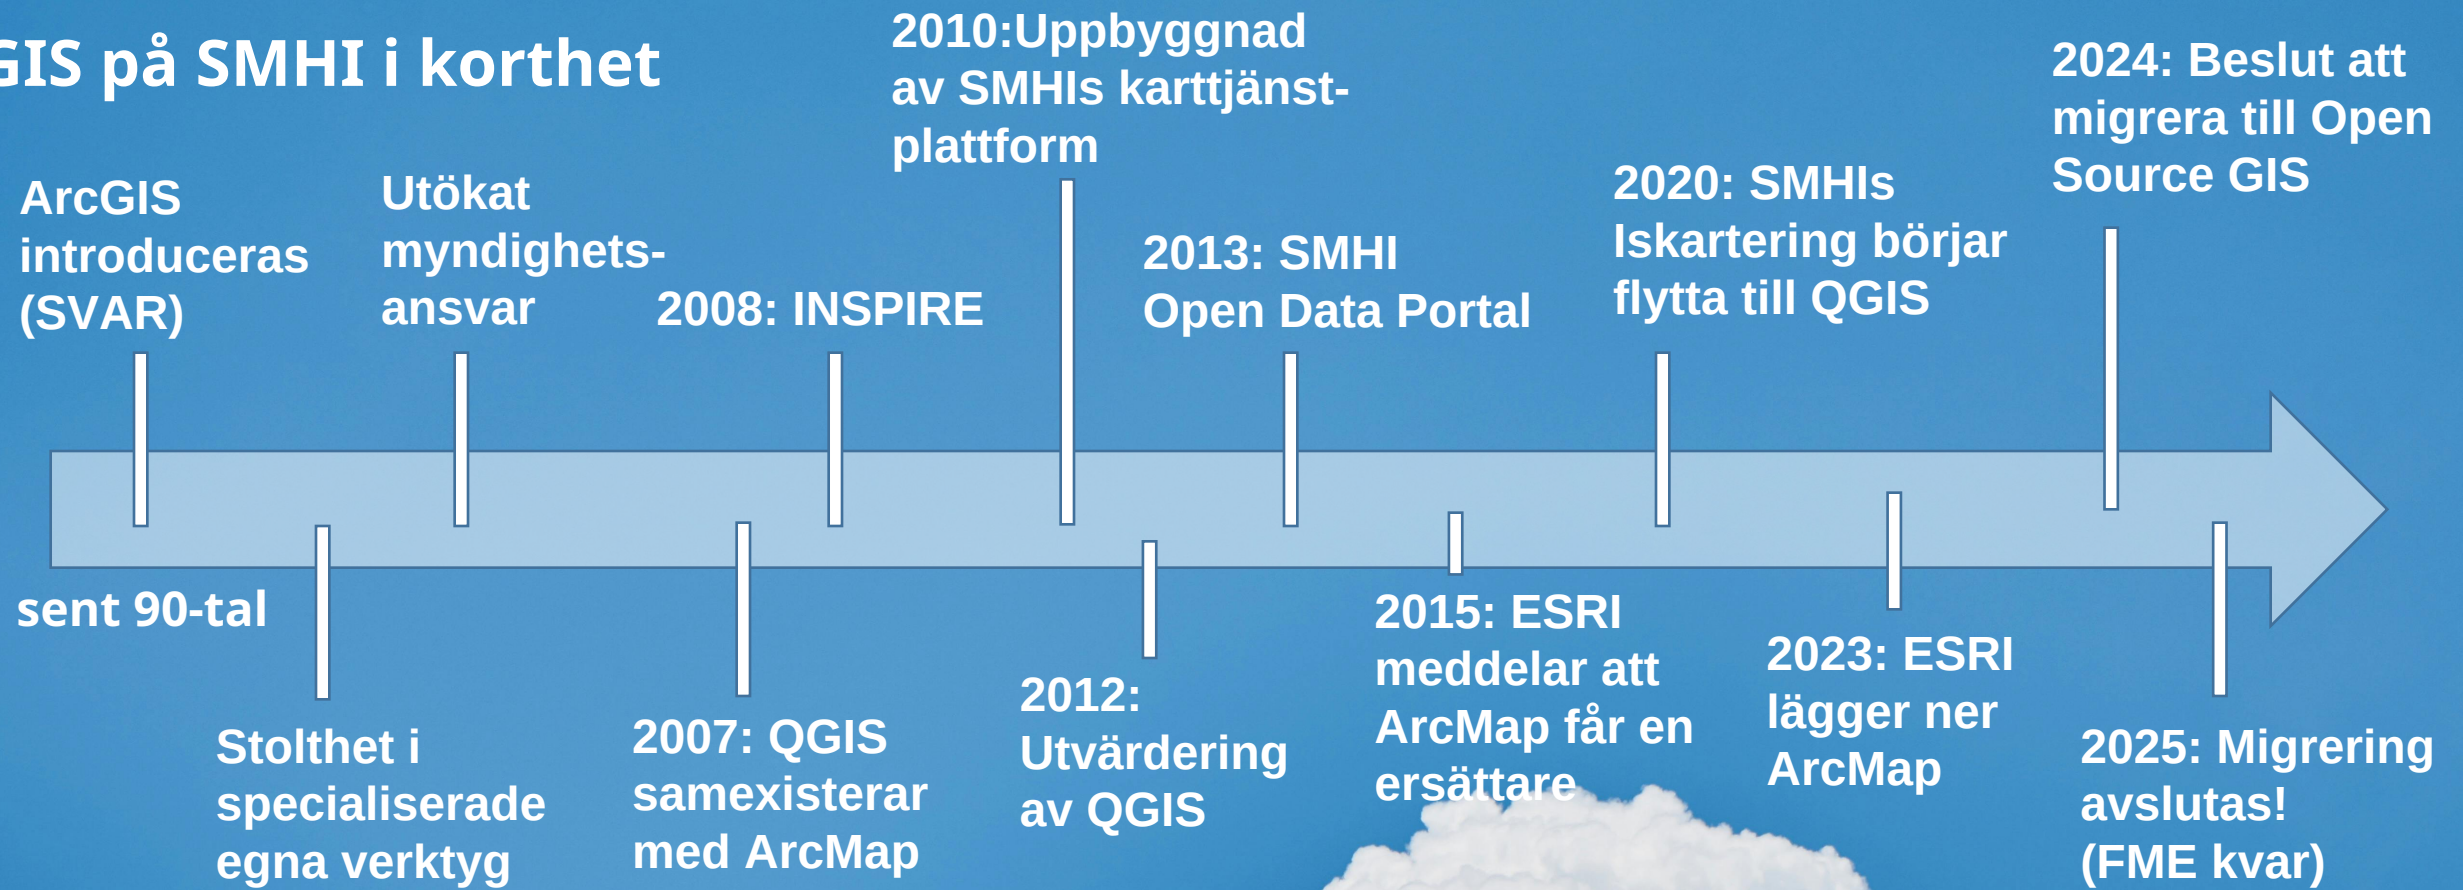 GIS på SMHI i korthet
ArcGIS
introduceras
(SVAR)
sent 90-tal
Stolthet i
specialiserade
egna verktyg
Utökat
myndighets-
ansvar
2007: QGIS
samexisterar
med ArcMap
2008: INSPIRE
2010:Uppbyggnad
av SMHIs karttjänst-
plattform
2012:
Utvärdering
av QGIS
2013: SMHI
Open Data Portal
2015: ESRI
meddelar att
ArcMap får en
ersättare
2020: SMHIs
Iskartering börjar
flytta till QGIS
2023: ESRI
lägger ner
ArcMap
2024: Beslut att
migrera till Open
Source GIS
2025: Migrering
avslutas!
(FME kvar)